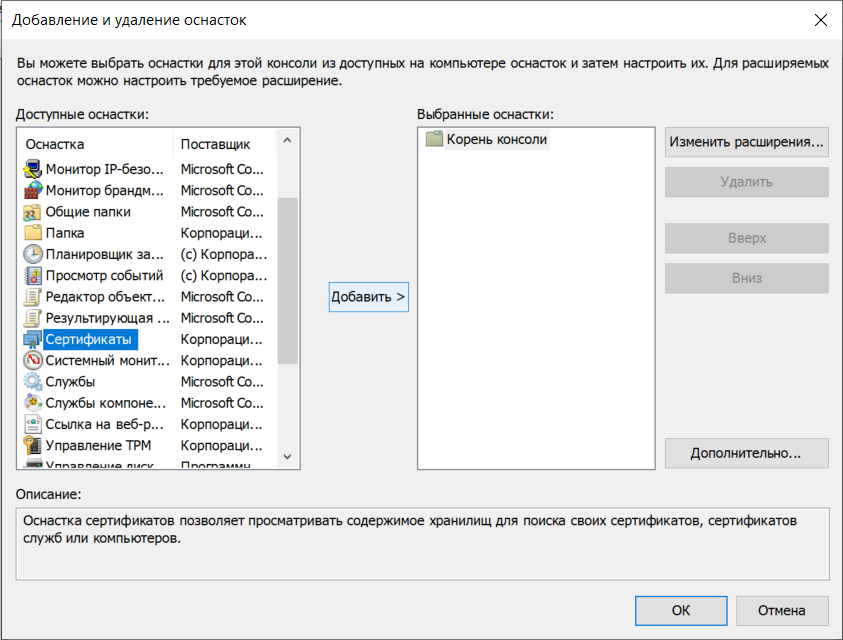 Добавление и удаление оснасток
Вы можете выбрать оснастки для этой консоли из доступных на компьютере оснасток и затем настроить их. Для расширяемых
оснасток можно настроить требуемое расширение.
Доступные оснастки:
Оснастка Поставщик
Монитор IP-безо... Microsoft Co...
Монитор брандм... Microsoft Co...
Общие папки Microsoft Co...
Папка Корпораци...
Планировщик за... (c) Корпора...
Просмотр событий (c) Корпора...
Редактор объект... Microsoft Co...
Результирующая ... Microsoft Co...
Сертификаты Корпораци...
Системный монит... Корпораци...
Службы Microsoft Co...
Службы компоне... Microsoft Co...
Ссылка на веб-р... Корпораци...
Управление TPM Корпораци...
Управление диск... Программн...
Добавить >
Выбранные оснастки:
Корень консоли
Изменить расширения...
Удалить
Вверх
Вниз
Дополнительно...
Описание:
Оснастка сертификатов позволяет просматривать содержимое хранилищ для поиска своих сертификатов, сертификатов
служб или компьютеров.
ОК Отмена